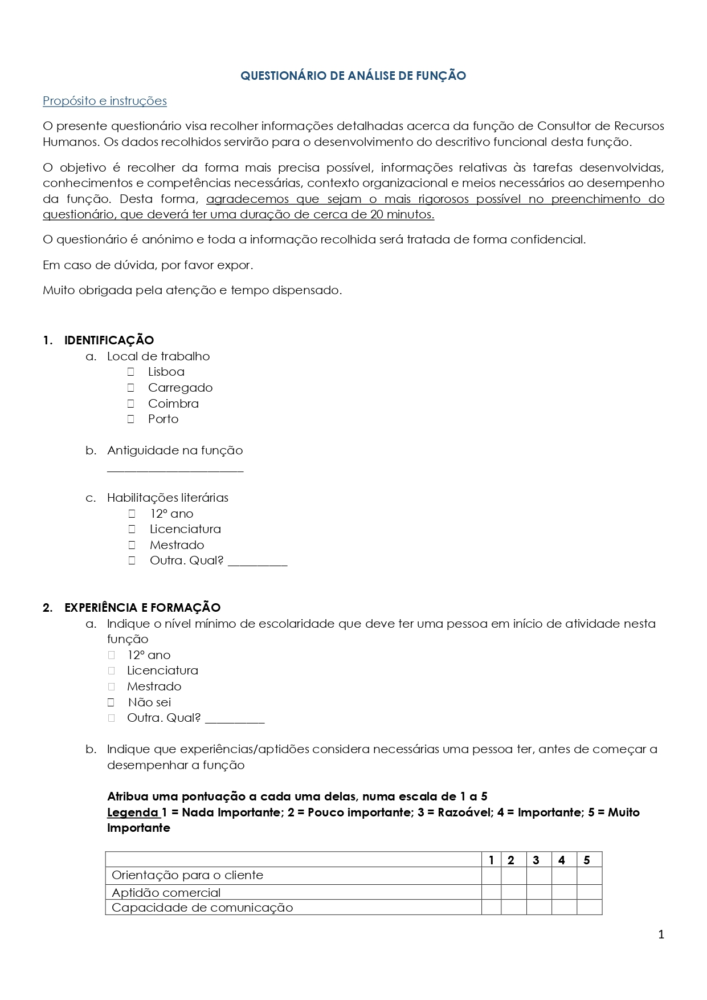 QUESTIONÁRIO DE ANÁLISE DE FUNÇÃO
Propósito e instruções
O presente questionário visa recolher informações detalhadas acerca da função de Consultor de Recursos
Humanos. Os dados recolhidos servirão para o desenvolvimento do descritivo funcional desta função.
O objetivo é recolher da forma mais precisa possível, informações relativas às tarefas desenvolvidas,
conhecimentos e competências necessárias, contexto organizacional e meios necessários ao desempenho
da função. Desta forma, agradecemos que sejam o mais rigorosos possível no preenchimento do
questionário, que deverá ter uma duração de cerca de 20 minutos.
O questionário é anónimo e toda a informação recolhida será tratada de forma confidencial.
Em caso de dúvida, por favor expor.
Muito obrigada pela atenção e tempo dispensado.
1. IDENTIFICAÇÃO
a. Local de trabalho
□ Lisboa
□ Carregado
□ Coimbra
□ Porto
b. Antiguidade na função
_______________________
c. Habilitações literárias
□ 12º ano
□ Licenciatura
□ Mestrado
□ Outra. Qual? __________
2. EXPERIÊNCIA E FORMAÇÃO
a. Indique o nível mínimo de escolaridade que deve ter uma pessoa em início de atividade nesta
função
□ 12º ano
□ Licenciatura
□ Mestrado
□ Não sei
□ Outra. Qual? __________
b. Indique que experiências/aptidões considera necessárias uma pessoa ter, antes de começar a
desempenhar a função
Atribua uma pontuação a cada uma delas, numa escala de 1 a 5
Legenda 1 = Nada Importante; 2 = Pouco importante; 3 = Razoável; 4 = Importante; 5 = Muito
Importante
1 2 3 4 5
Orientação para o cliente
Aptidão comercial
Capacidade de comunicação
1